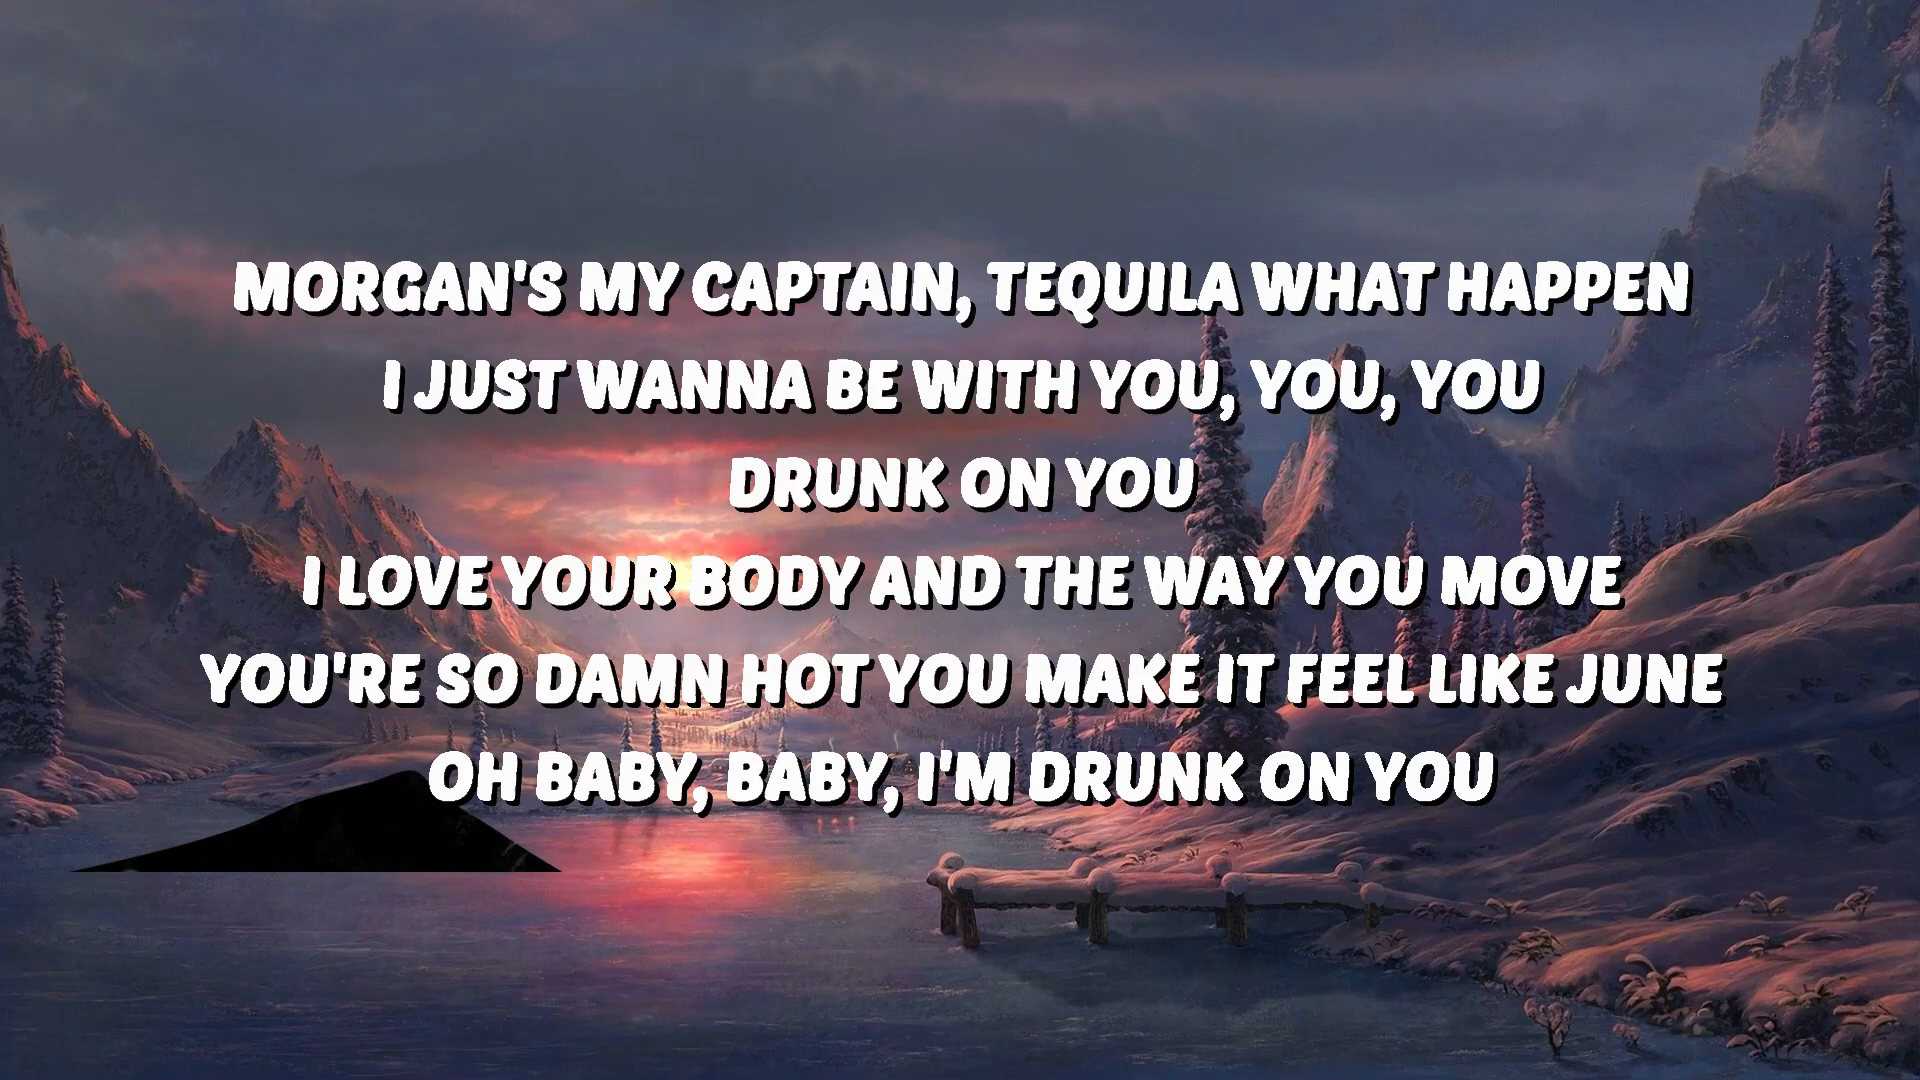 MORGAN'S MY CAPTAIN, TEQUILA WHAT HAPPEN
I JUST WANNA BE WITH YOU, YOU, YOU
DRUNK ON YOU
I LOVE YOUR BODY AND THE WAY YOU MOVE
YOU'RE SO DAMN HOT YOU MAKE IT FEEL LIKE JUNE
OH BABY, BABY, I'M DRUNK ON YOU